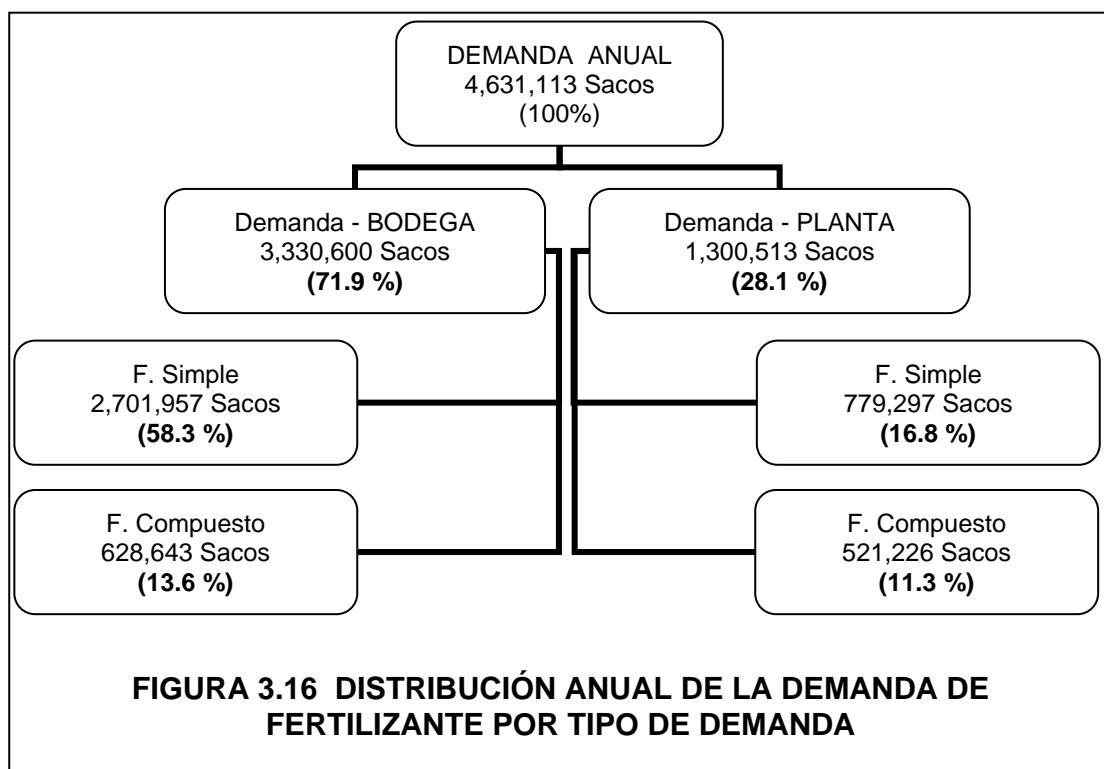 DEMANDA ANUAL
4,631,113 Sacos
(100%)
Demanda - BODEGA
3,330,600 Sacos
(71.9 %)
Demanda - PLANTA
1,300,513 Sacos
(28.1 %)
F. Simple
2,701,957 Sacos
(58.3 %)
F. Simple
779,297 Sacos
(16.8 %)
F. Compuesto
628,643 Sacos
(13.6 %)
F. Compuesto
521,226 Sacos
(11.3 %)
FIGURA 3.16 DISTRIBUCIÓN ANUAL DE LA DEMANDA DE
FERTILIZANTE POR TIPO DE DEMANDA